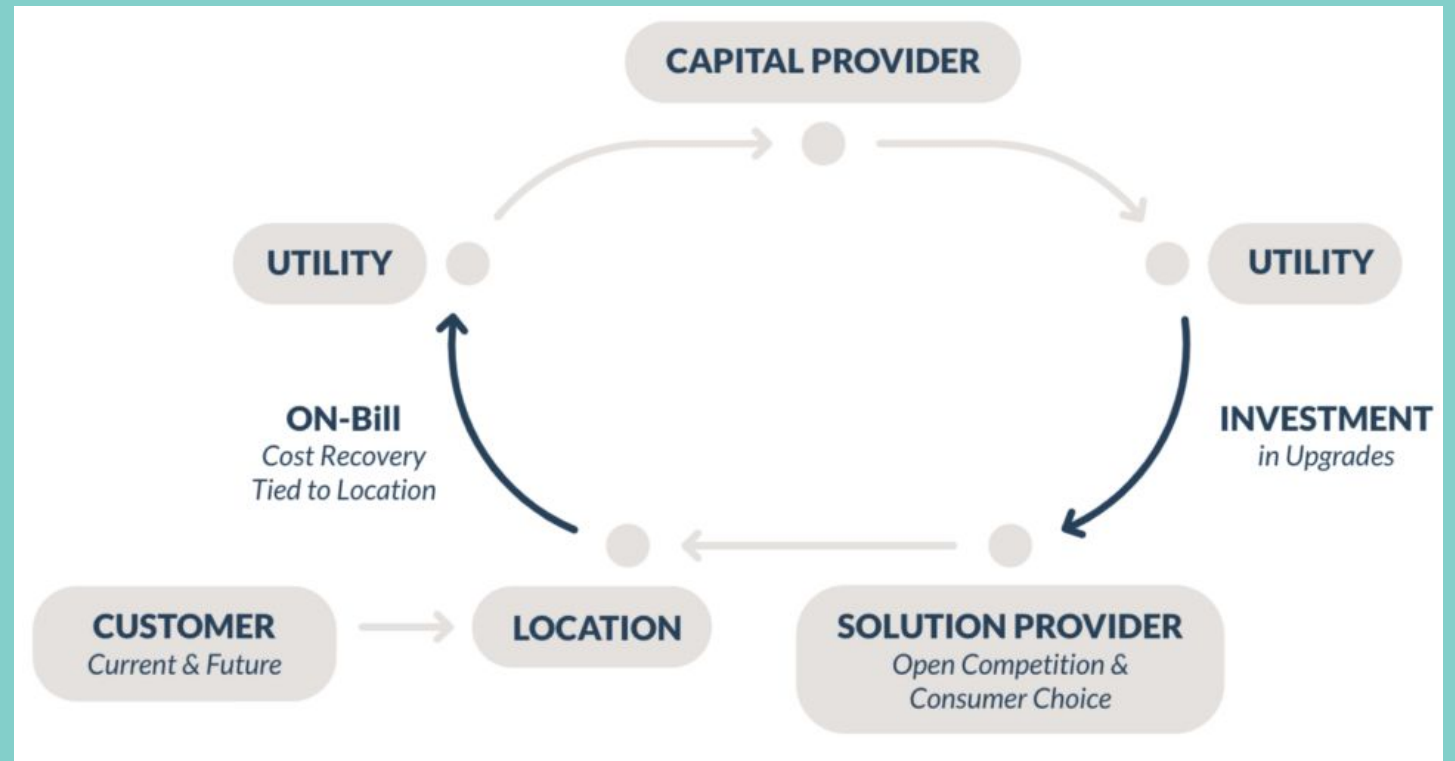 CAPITAL PROVIDER
UTILITY
UTILITY
ON-Bill
Cost Recovery
Tied to Location
INVESTMENT
in Upgrades
CUSTOMER
Current & Future
LOCATION
SOLUTION PROVIDER
Open Competition &
Consumer Choice